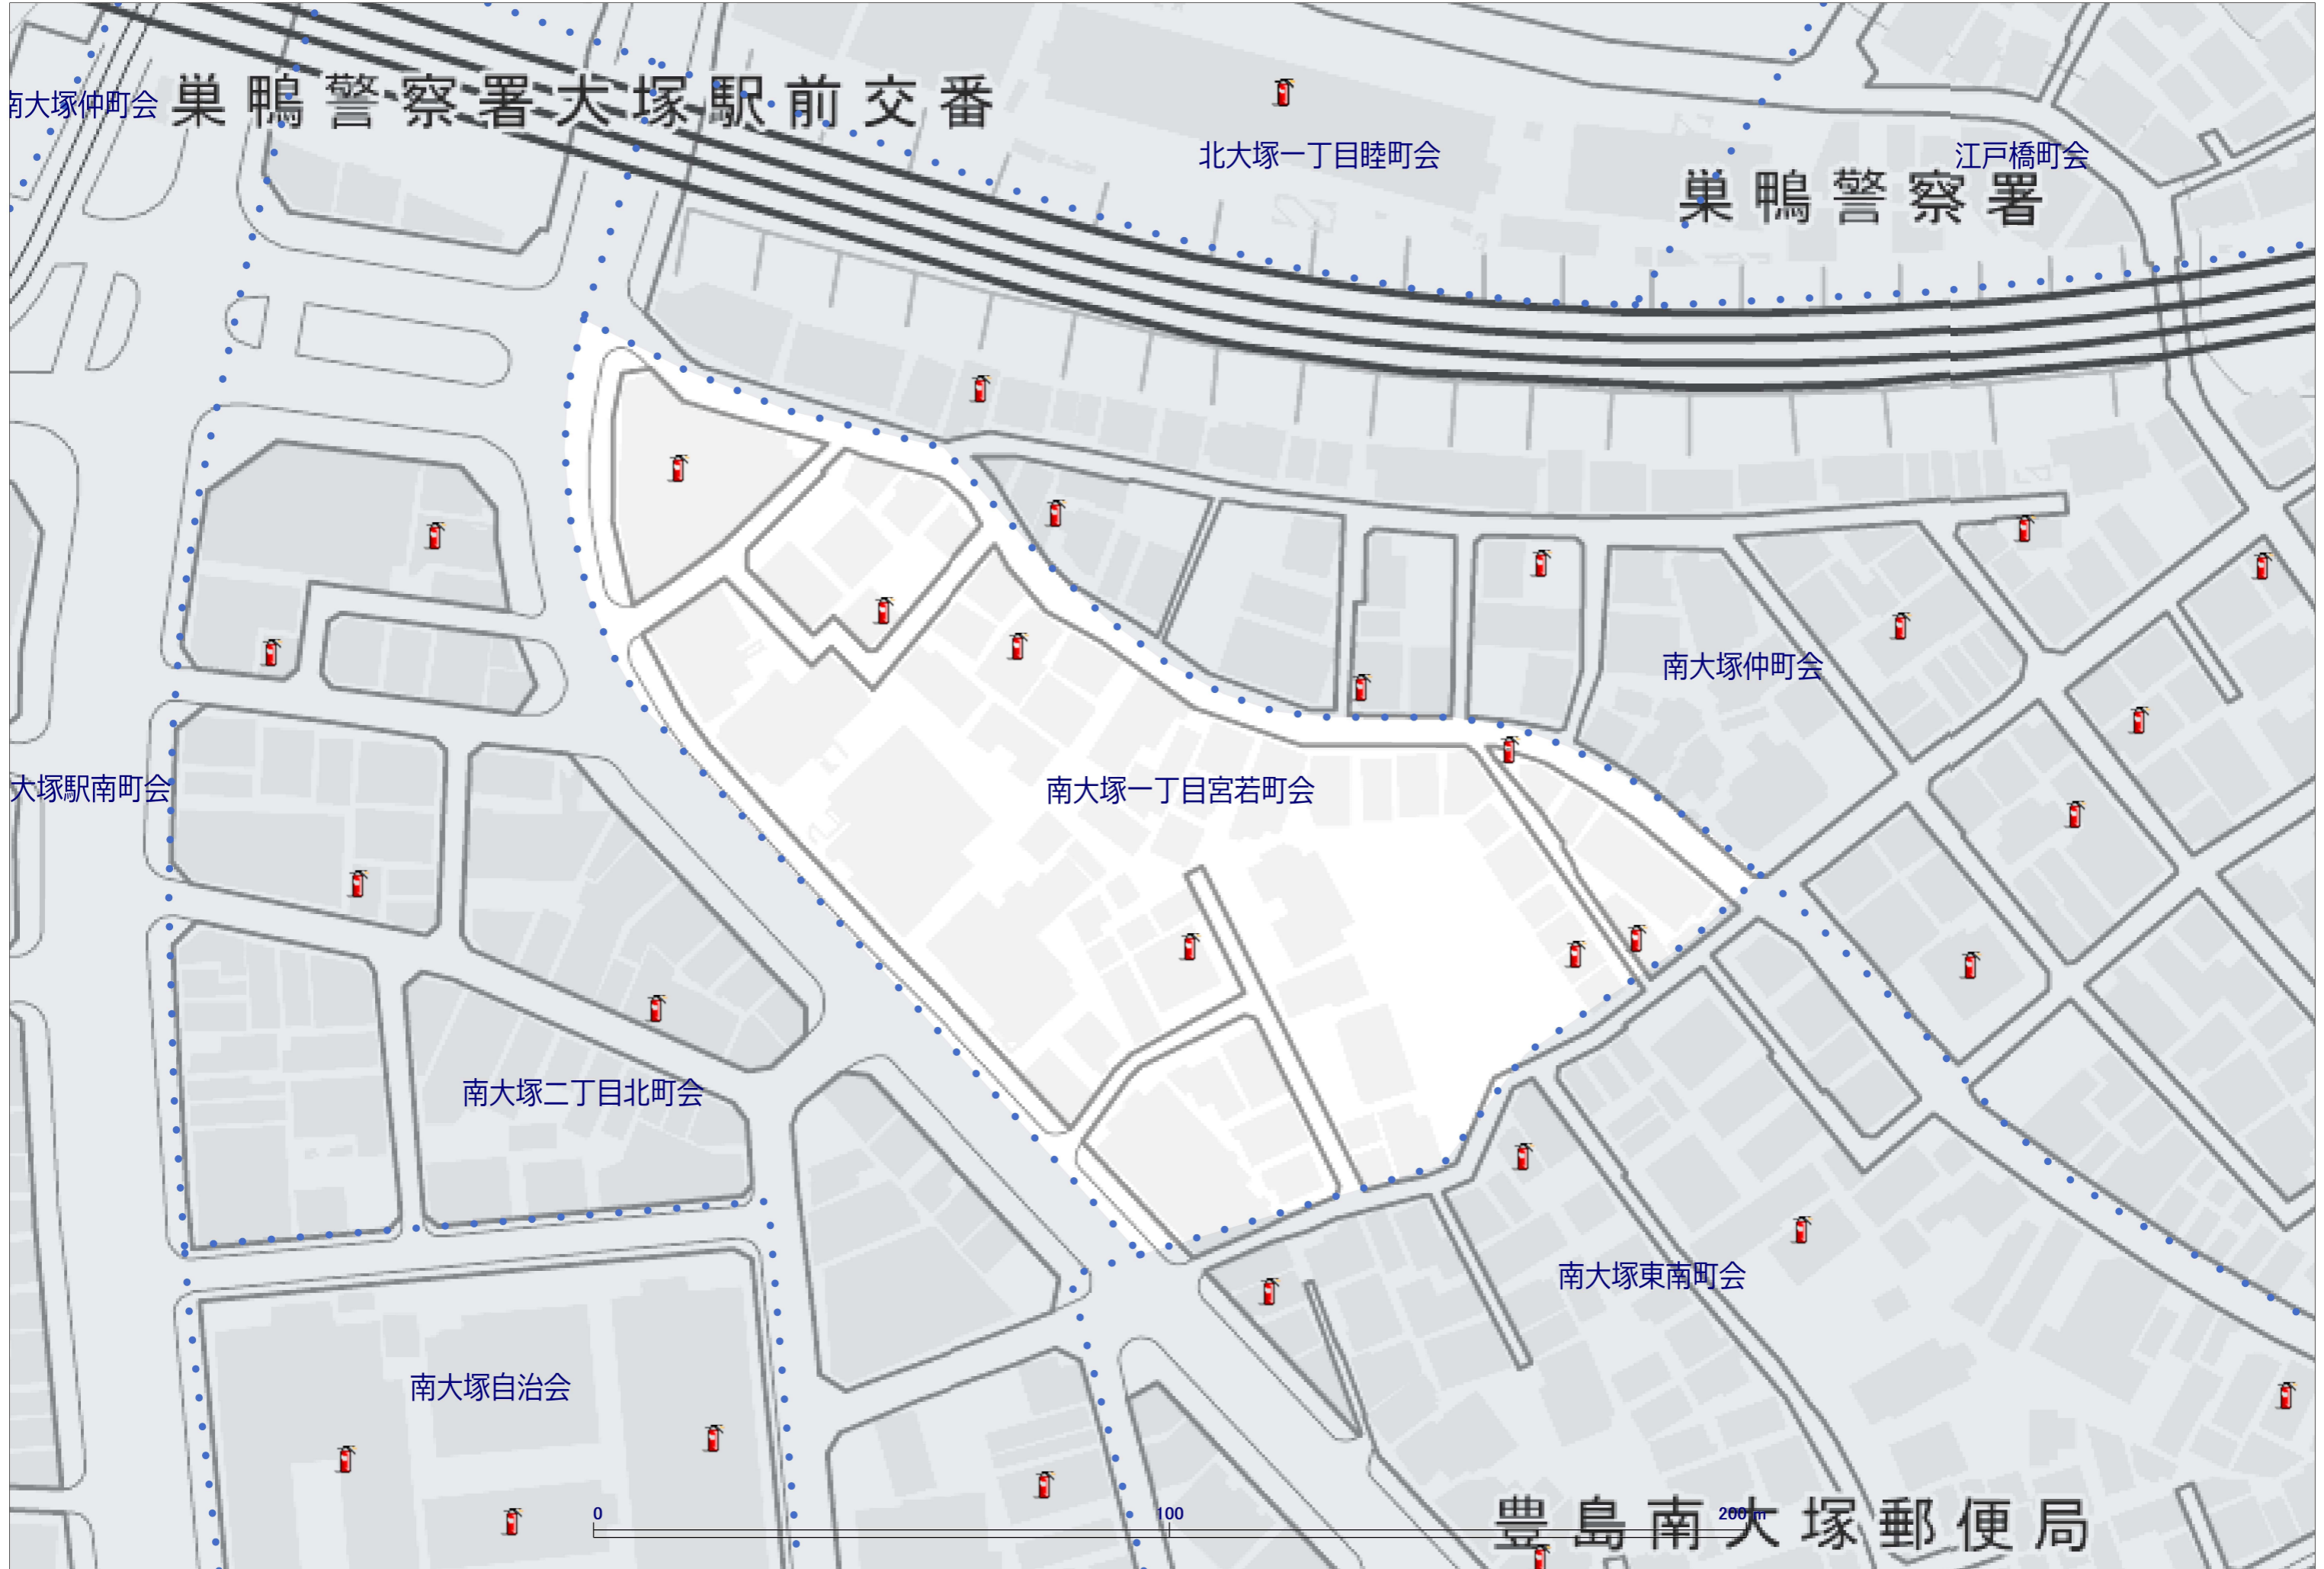 巣鴨警察署大塚駅前交番
南大塚仲町会
北大塚一丁目睦町会
江戸橋町会
巣鴨警察署
南大塚仲町会
大塚駅南町会
南大塚一丁目宮若町会
南大塚二丁目北町会
南大塚東南町会
南大塚自治会
0 100 200 m
豊島南大塚郵便局